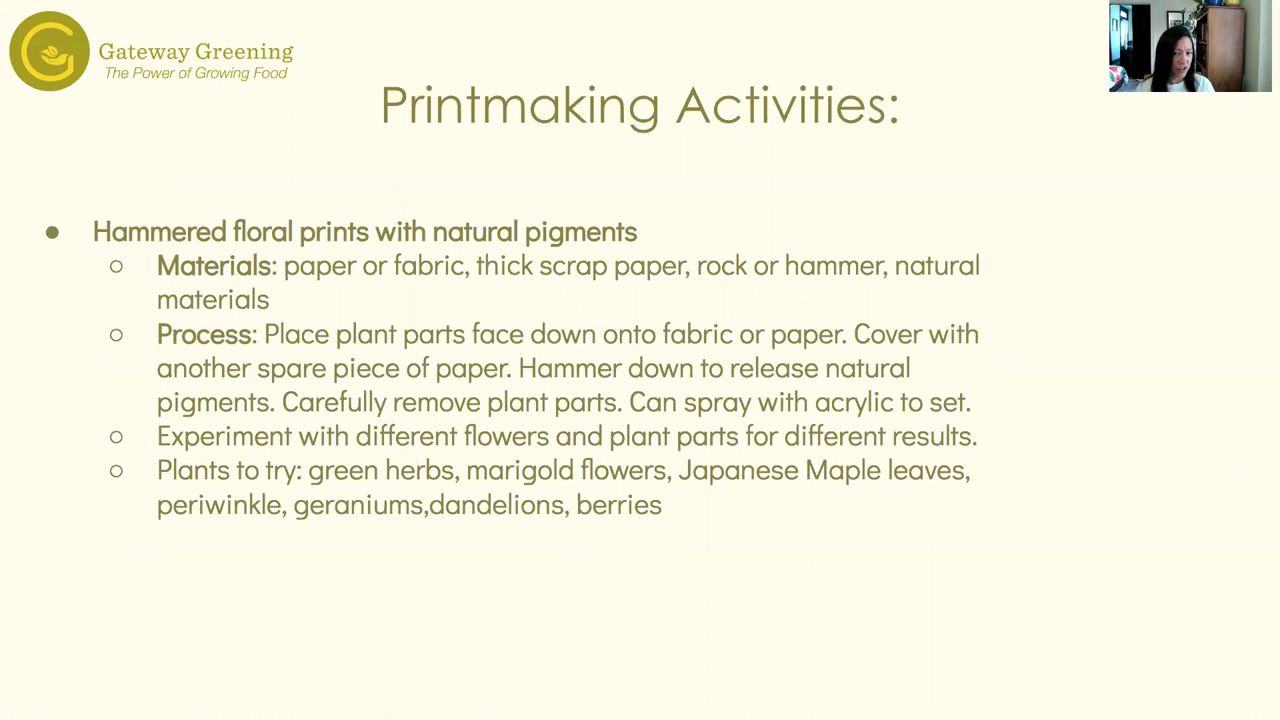 Gateway Greening
The Power of Growing Food
Printmaking Activities:
● Hammered floral prints with natural pigments
○ Materials: paper or fabric, thick scrap paper, rock or hammer, natural
materials
○ Process: Place plant parts face down onto fabric or paper. Cover with
another spare piece of paper. Hammer down to release natural
pigments. Carefully remove plant parts. Can spray with acrylic to set.
○ Experiment with different flowers and plant parts for different results.
○ Plants to try: green herbs, marigold flowers, Japanese Maple leaves,
periwinkle, geraniums,dandelions, berries